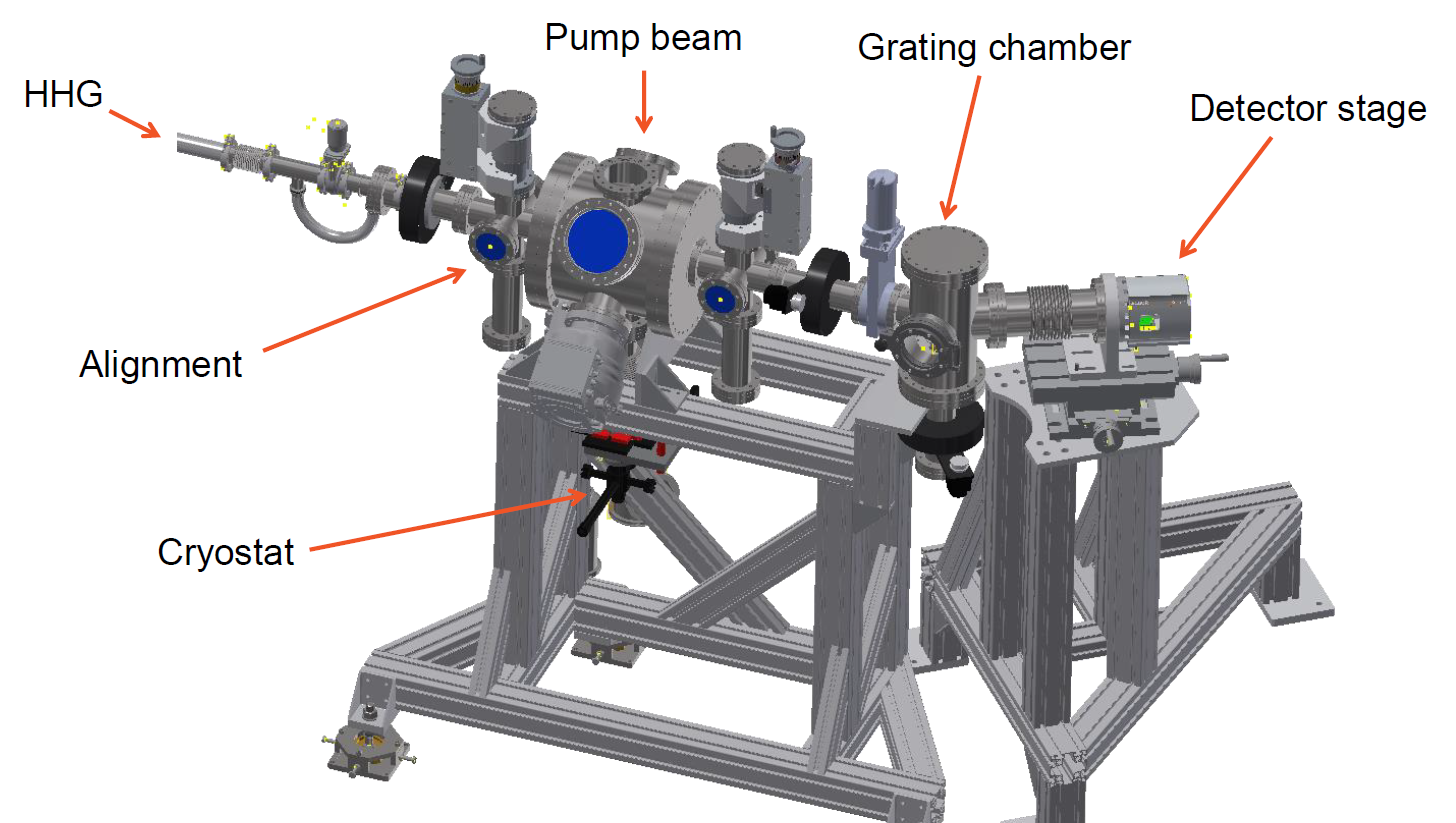 Pump beam
Grating chamber
HHG
Detector stage
Alignment
Cryostat